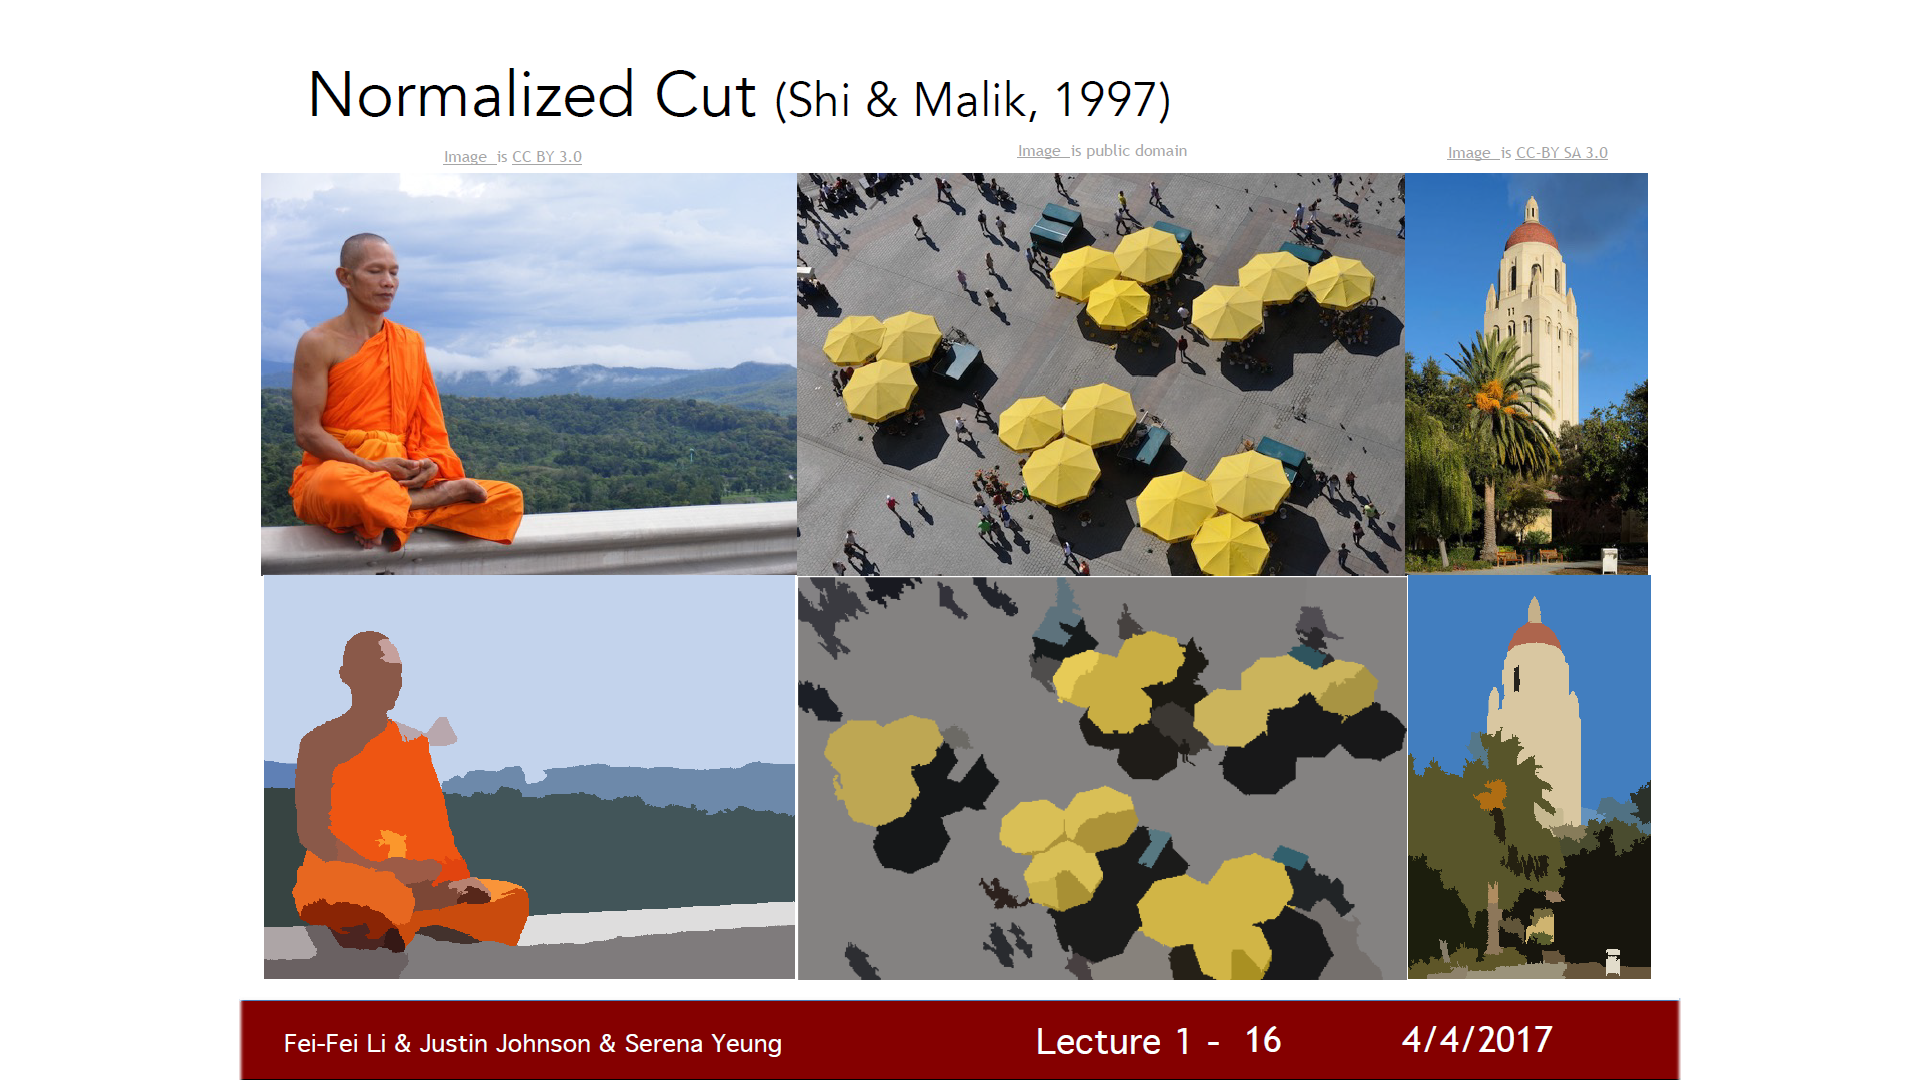 Normalized Cut (Shi & Malik, 1997)
Image is CC BY 3.0
Image is public domain
Image is CC-BY SA 3.0
Fei-Fei Li & Justin Johnson & Serena Yeung
Lecture 1 - 16
4/4/2017